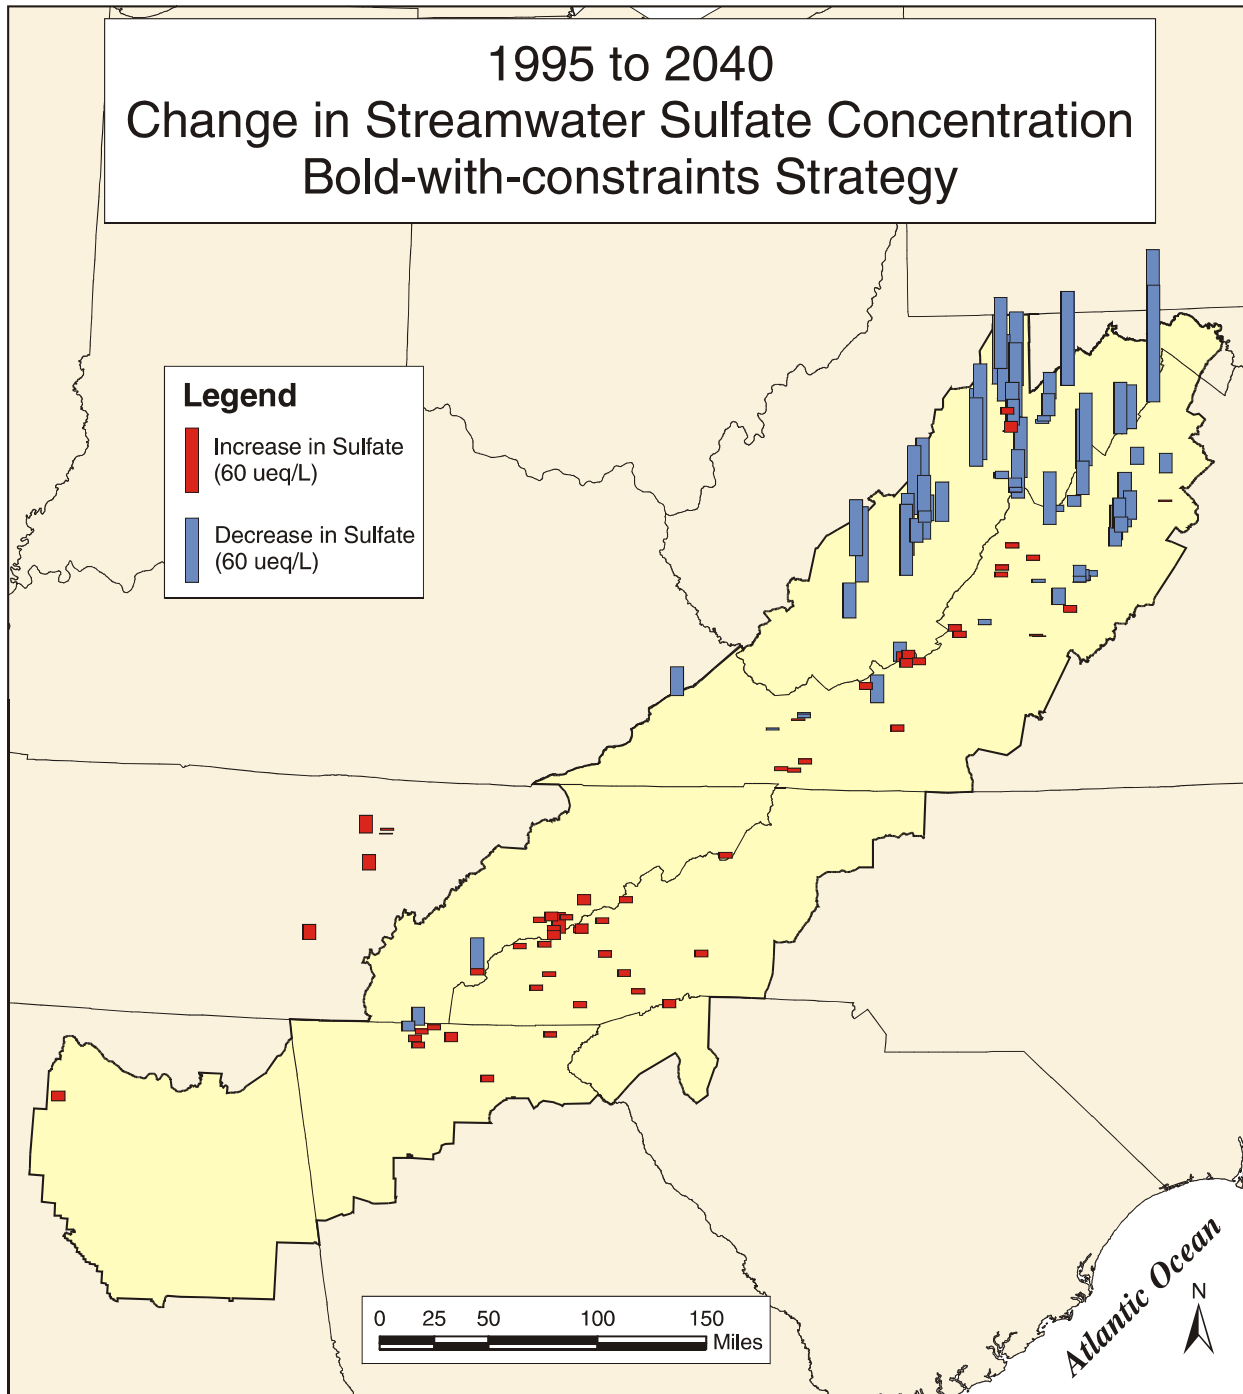 1995 to 2040
Change in Streamwater Sulfate Concentration
Bold-with-constraints Strategy
Legend
Increase in Sulfate
(60 ueq/L)
Decrease in Sulfate
(60 ueq/L)
0 25 50 100 150
Miles
Atlantic Ocean
N